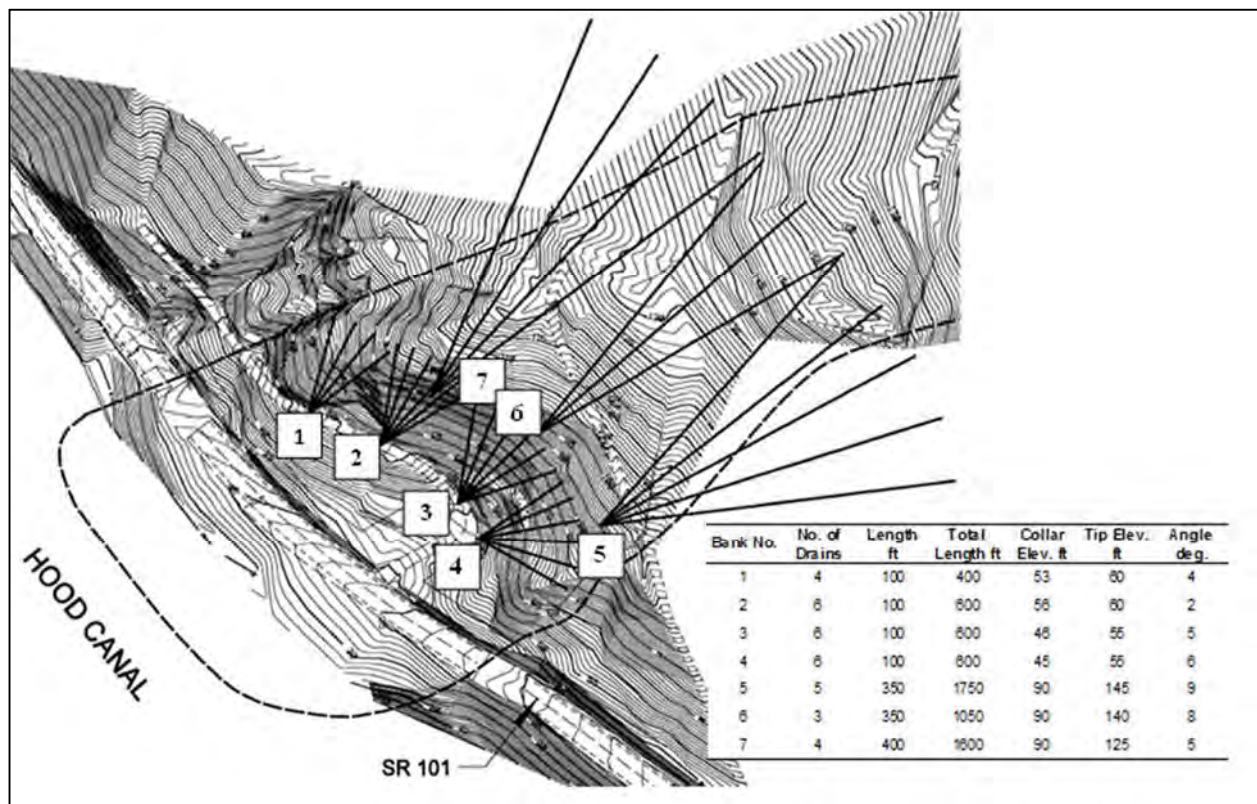 7
6
1
2
3
4
5
HOOD CANAL
SR 101
Bank No. No. of Drains Length ft Total Length ft Collar Elev. ft Tip Elev. ft Angle deg.
1 4 100 400 53 60 4
2 6 100 600 56 60 2
3 6 100 600 46 55 5
4 6 100 600 45 55 6
5 5 350 1750 90 145 9
6 3 350 1050 90 140 8
7 4 400 1600 90 125 5